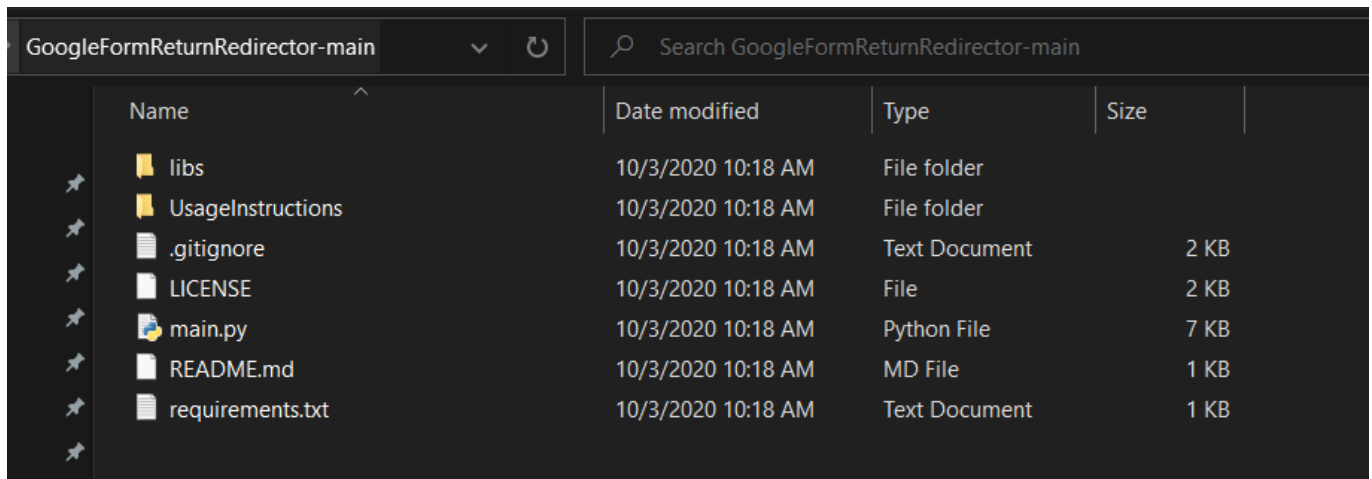 GoogleFormReturnRedirector-main Search GoogleFormReturnRedirector-main
Name Date modified Type Size
libs 10/3/2020 10:18 AM File folder
UsageInstructions 10/3/2020 10:18 AM File folder
.gitignore 10/3/2020 10:18 AM Text Document 2 KB
LICENSE 10/3/2020 10:18 AM File 2 KB
main.py 10/3/2020 10:18 AM Python File 7 KB
README.md 10/3/2020 10:18 AM MD File 1 KB
requirements.txt 10/3/2020 10:18 AM Text Document 1 KB